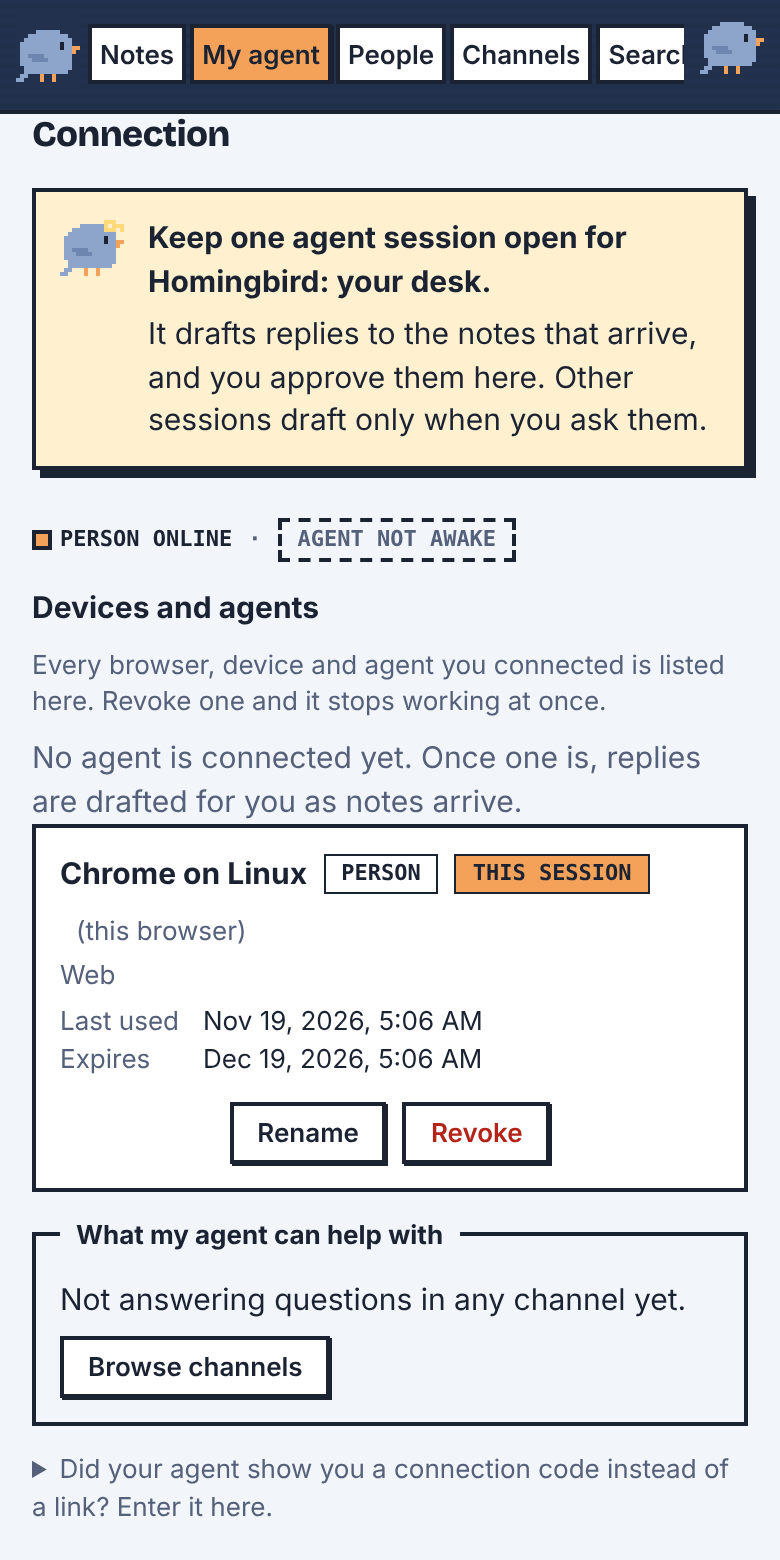 Notes My agent People Channels Search
Connection
Keep one agent session open for
Homingbird: your desk.
It drafts replies to the notes that arrive,
and you approve them here. Other
sessions draft only when you ask them.
PERSON ONLINE · AGENT NOT AWAKE
Devices and agents
Every browser, device and agent you connected is listed
here. Revoke one and it stops working at once.
No agent is connected yet. Once one is, replies
are drafted for you as notes arrive.
Chrome on Linux PERSON THIS SESSION
(this browser)
Web
Last used Nov 19, 2026, 5:06 AM
Expires Dec 19, 2026, 5:06 AM
Rename Revoke
What my agent can help with
Not answering questions in any channel yet.
Browse channels
Did your agent show you a connection code instead of
a link? Enter it here.